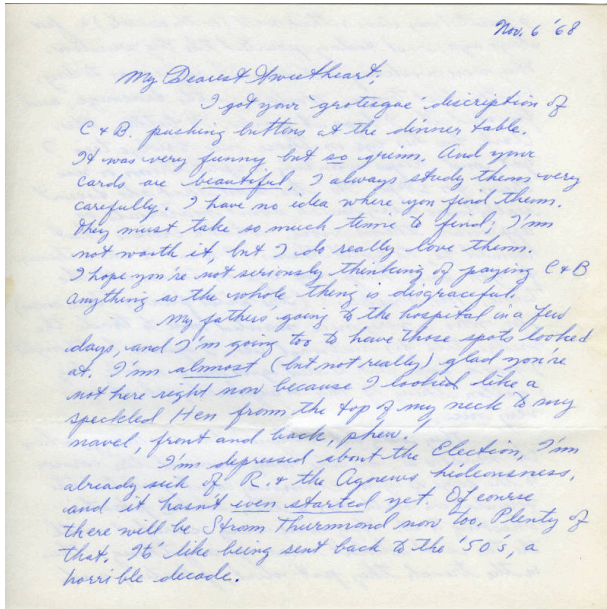 Nov. 6 '68
My Dearest Sweetheart,
I got your "grotesque" discription of
C & B. pushing buttons at the dinner table.
It was very funny but so grimm. And your
cards are beautiful, I always study them very
carefully. I have no idea where you find them.
They must take so much time to find; I'm
not worth it, but I do really love them.
I hope you're not seriously thinking of paying C & B
anything as the whole thing is disgraceful.
My fathers going to the hospital in a few
days, and I'm going too to have those spots looked
at. I'm almost (but not really) glad you're
not here right now because I looked like a
speckled Hen from the top of my neck to my
navel, front and back, phew.
I'm depressed about the Election, I'm
already sick of R. & the Agnews hideousness,
and it hasn't even started yet. Of course
there will be Strom Thurmond now too. Plenty of
that. Its' like being sent back to the '50's, a
horrible decade.